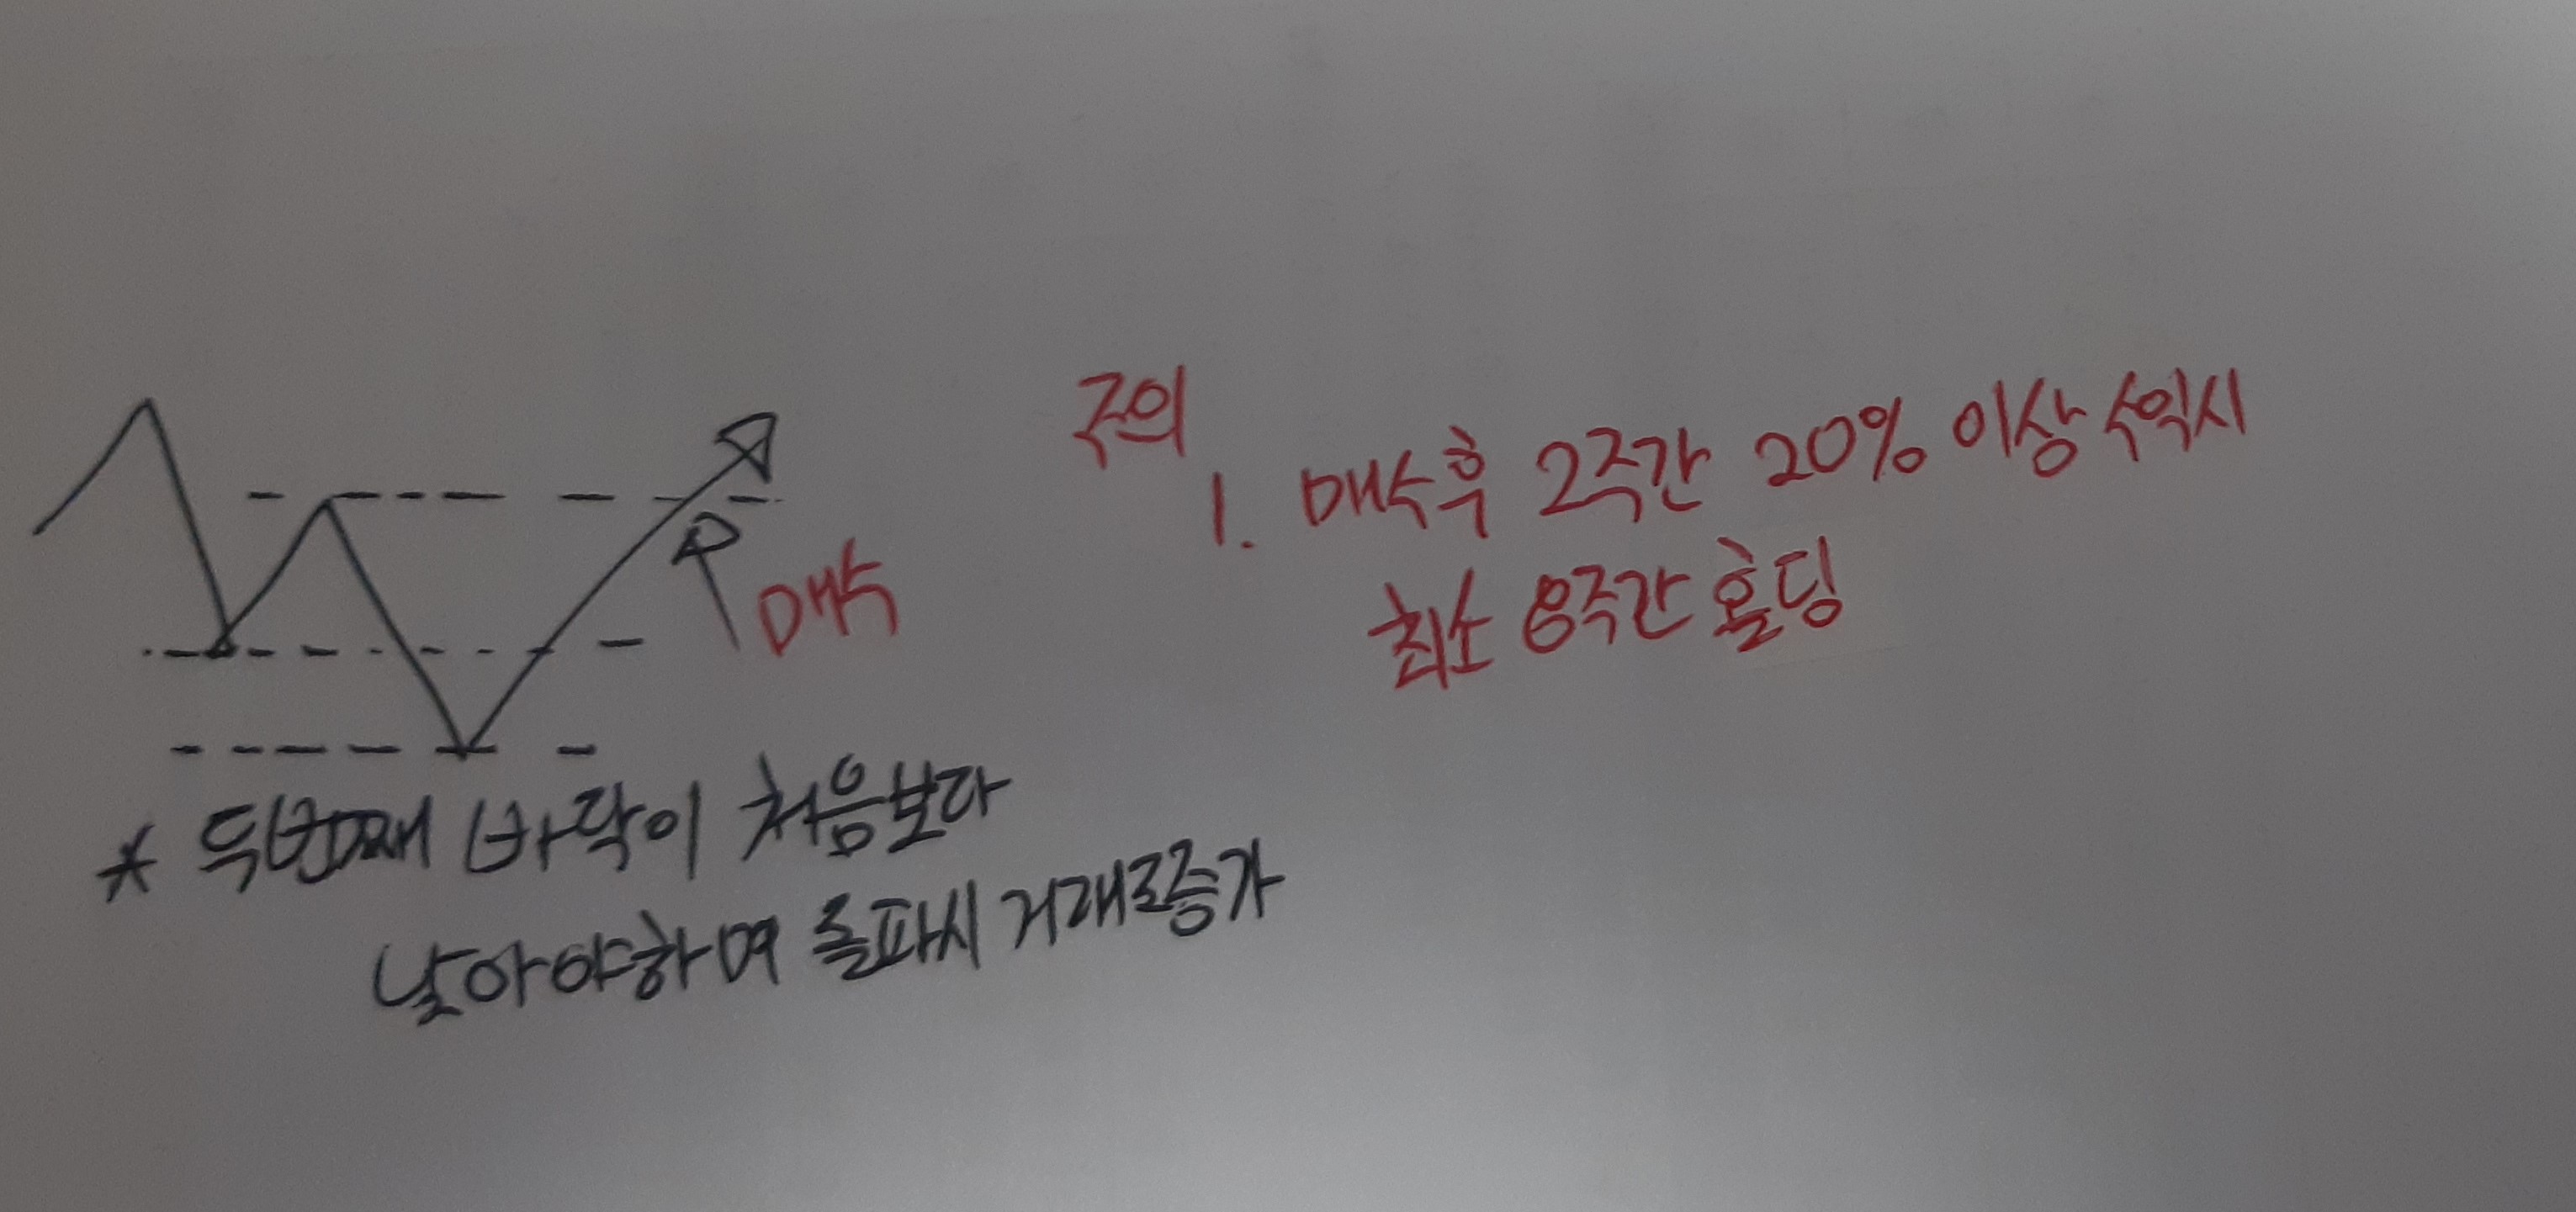 주의
1. 매수후 2주간 20% 이상 수익시
최소 8주간 홀딩
매수
* 두번째 바닥이 처음보다
낮아야하며 돌파시 거래량증가